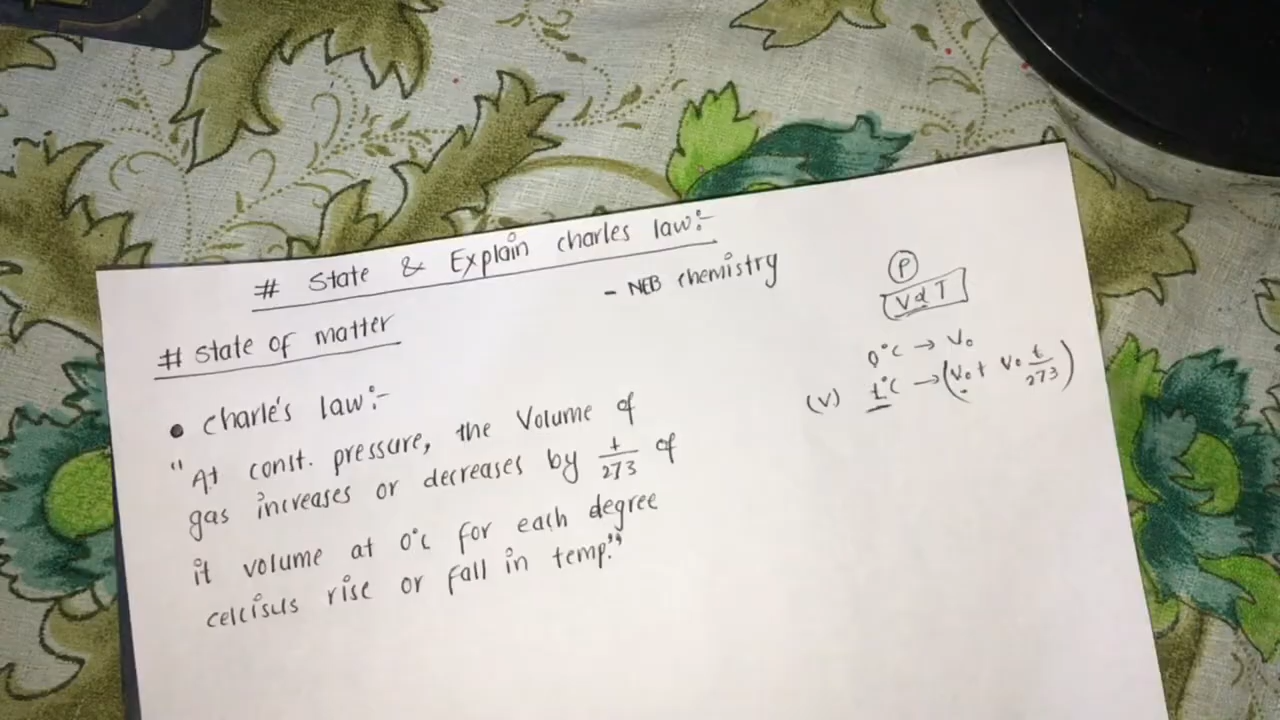 # State & Explain charles law:-
- NEB chemistry
# State of matter
• Charle's law:-
"At const. pressure, the Volume of
gas increases or decreases by t/273 of
it volume at 0°c for each degree
celcisus rise or fall in temp."
P
V α T
0°c → V₀
(V) t°c → (V₀ + V₀ t/273)